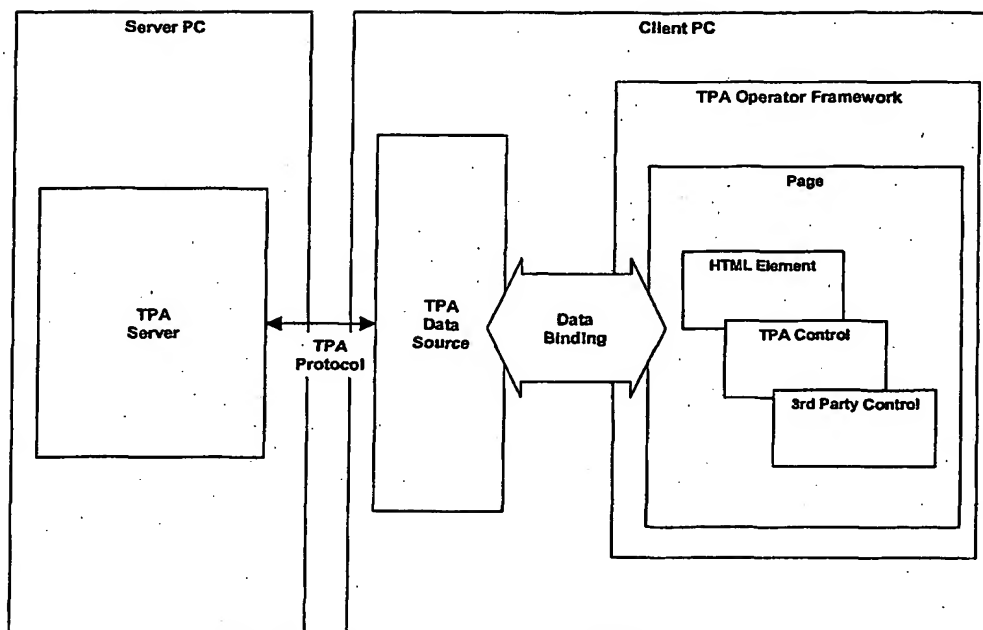 Server PC
Client PC
TPA Operator Framework
Page
HTML Element
TPA Control
3rd Party Control
TPA
Server
TPA
Protocol
TPA
Data
Source
Data
Binding